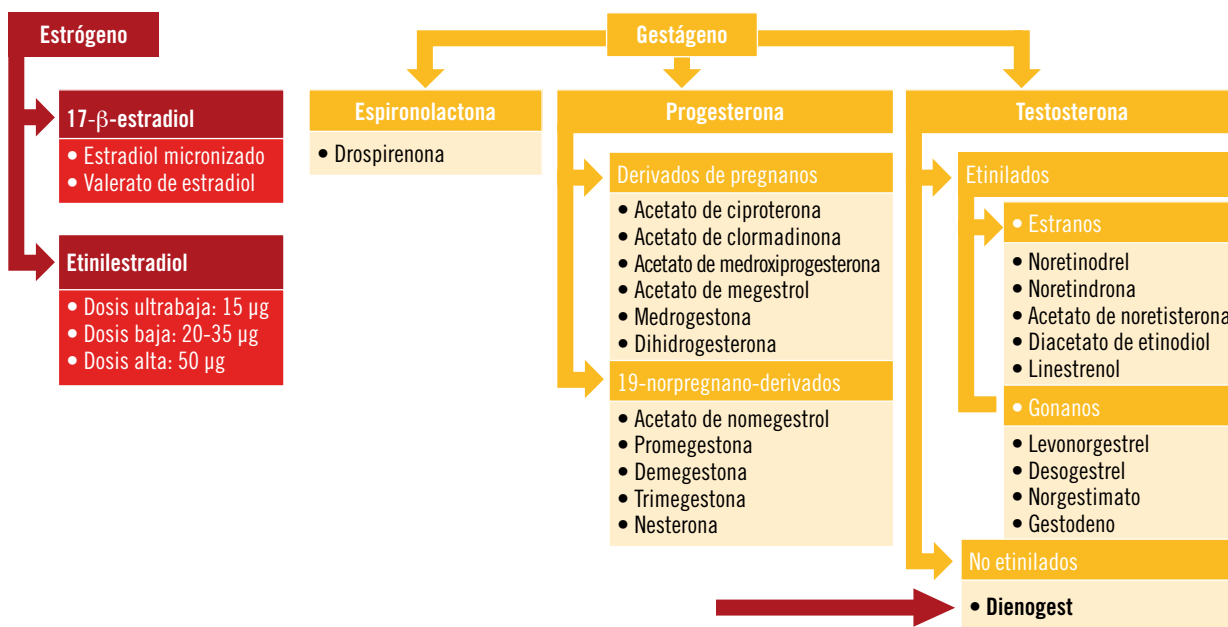 Estrógeno
17-β-estradiol
• Estradiol micronizado
• Valerato de estradiol
Etinilestradiol
• Dosis ultrabaja: 15 µg
• Dosis baja: 20-35 µg
• Dosis alta: 50 µg
Gestágeno
Espironolactona
• Drospirenona
Progesterona
Derivados de pregnanos
• Acetato de ciproterona
• Acetato de clormadinona
• Acetato de medroxiprogesterona
• Acetato de megestrol
• Medrogestona
• Dihidrogesterona
19-norpregnano-derivados
• Acetato de nomegestrol
• Promegestona
• Demegestona
• Trimegestona
• Nesterona
Testosterona
Etinilados
• Estranos
• Noretinodrel
• Noretindrona
• Acetato de noretisterona
• Diacetato de etinodiol
• Linestrenol
• Gonanos
• Levonorgestrel
• Desogestrel
• Norgestimato
• Gestodeno
No etinilados
• Dienogest